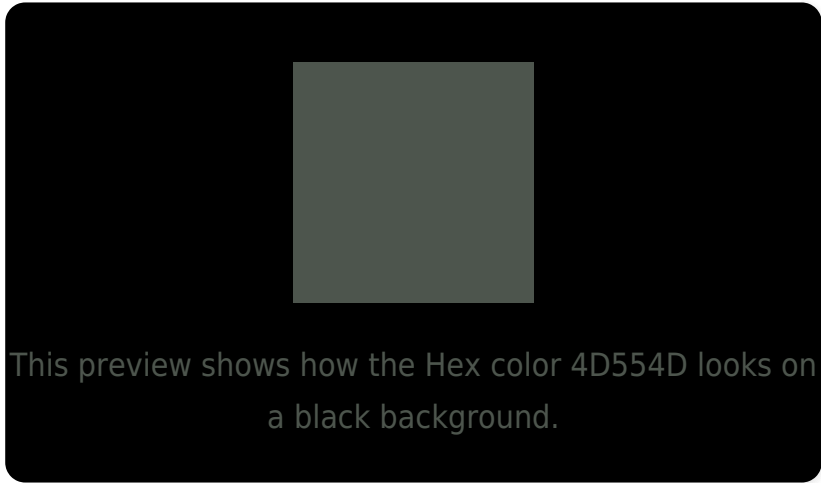 This preview shows how the Hex color 4D554D looks on
a black background.